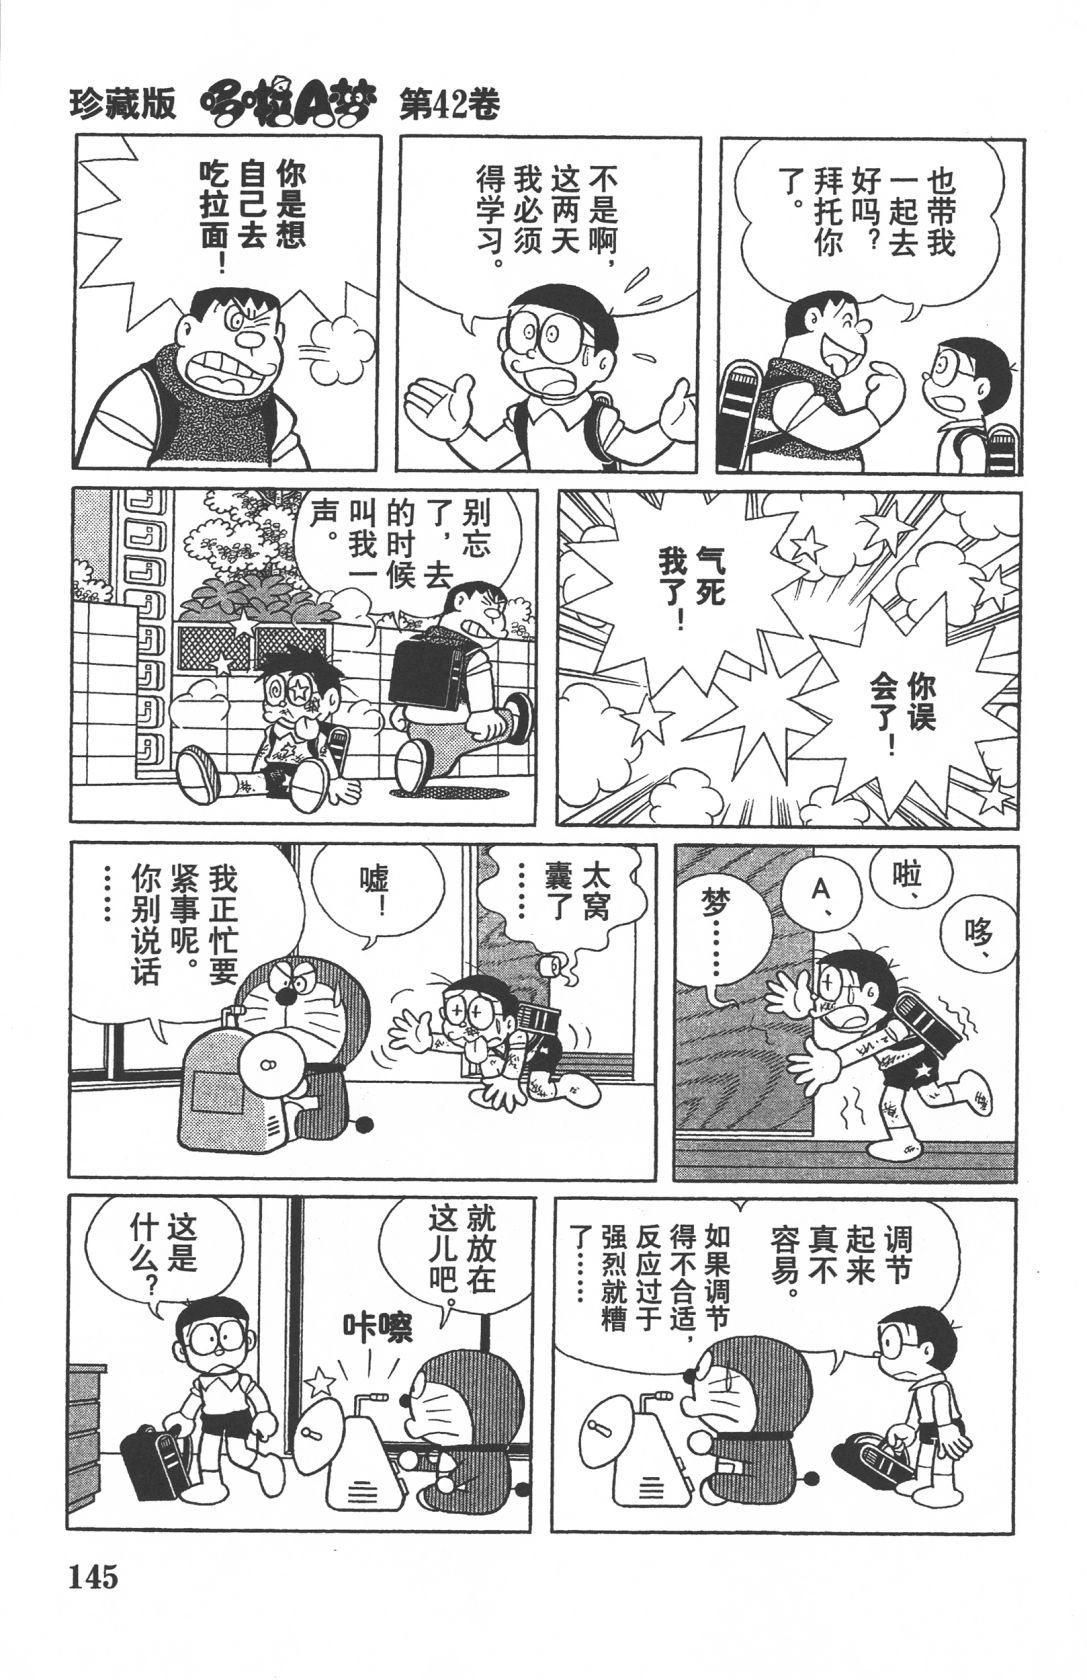 珍藏版 哆啦A梦 第42卷
也带我
一起去
好吗？
拜托你
了。
不是啊，
这两天
我必须
得学习。
你是想
自己去
吃拉面！
气死
我了！
你误
会了！
别忘
了，去
的时候
叫我一
声。
哆、
啦、
A、
梦……
太窝
囊了
……
嘘！
我正忙要
紧事呢。
你别说话
……
调节
起来
真不
容易。
如果调节
得不合适，
反应过于
强烈就糟
了……
就放在
这儿吧。
咔嚓
这是
什么？
145